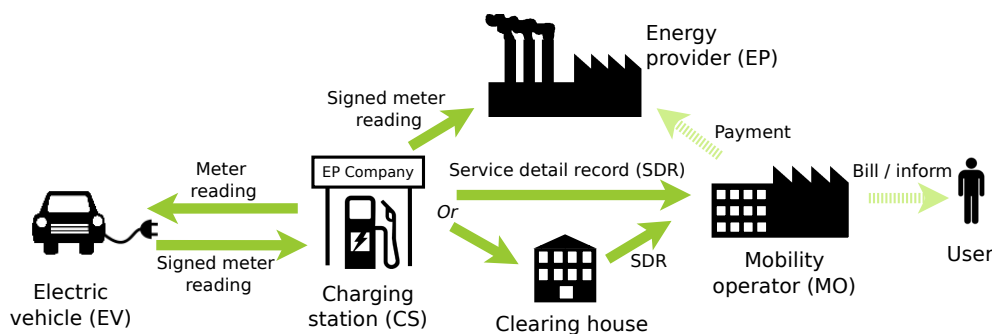 Energy
provider (EP)
Signed meter
reading
Payment
Meter
reading
EP Company
Service detail record (SDR)
Bill / inform
Or
Signed meter
reading
SDR
Electric
vehicle (EV)
Charging
station (CS)
Clearing house
Mobility
operator (MO)
User